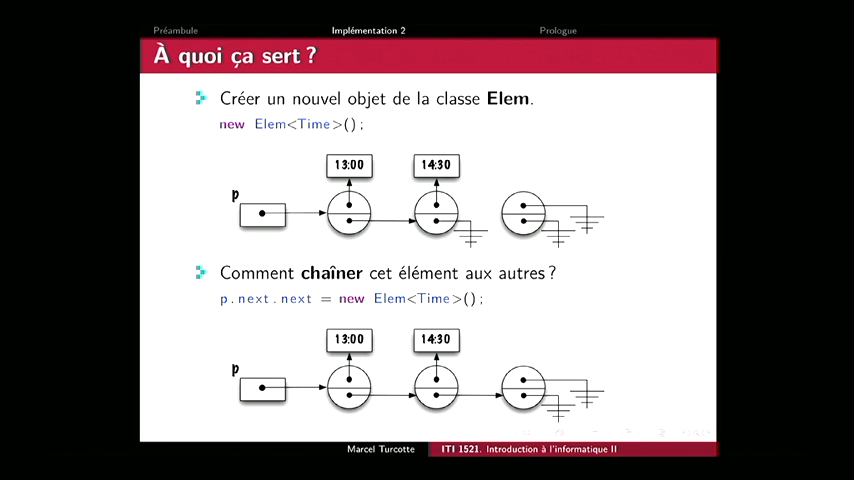 Préambule Implémentation 2 Prologue
À quoi ça sert ?
Créer un nouvel objet de la classe Elem.
new Elem<Time>();
13:00 14:30
p
Comment chaîner cet élément aux autres ?
p.next.next = new Elem<Time>();
13:00 14:30
p
Marcel Turcotte ITI 1521. Introduction à l'informatique II